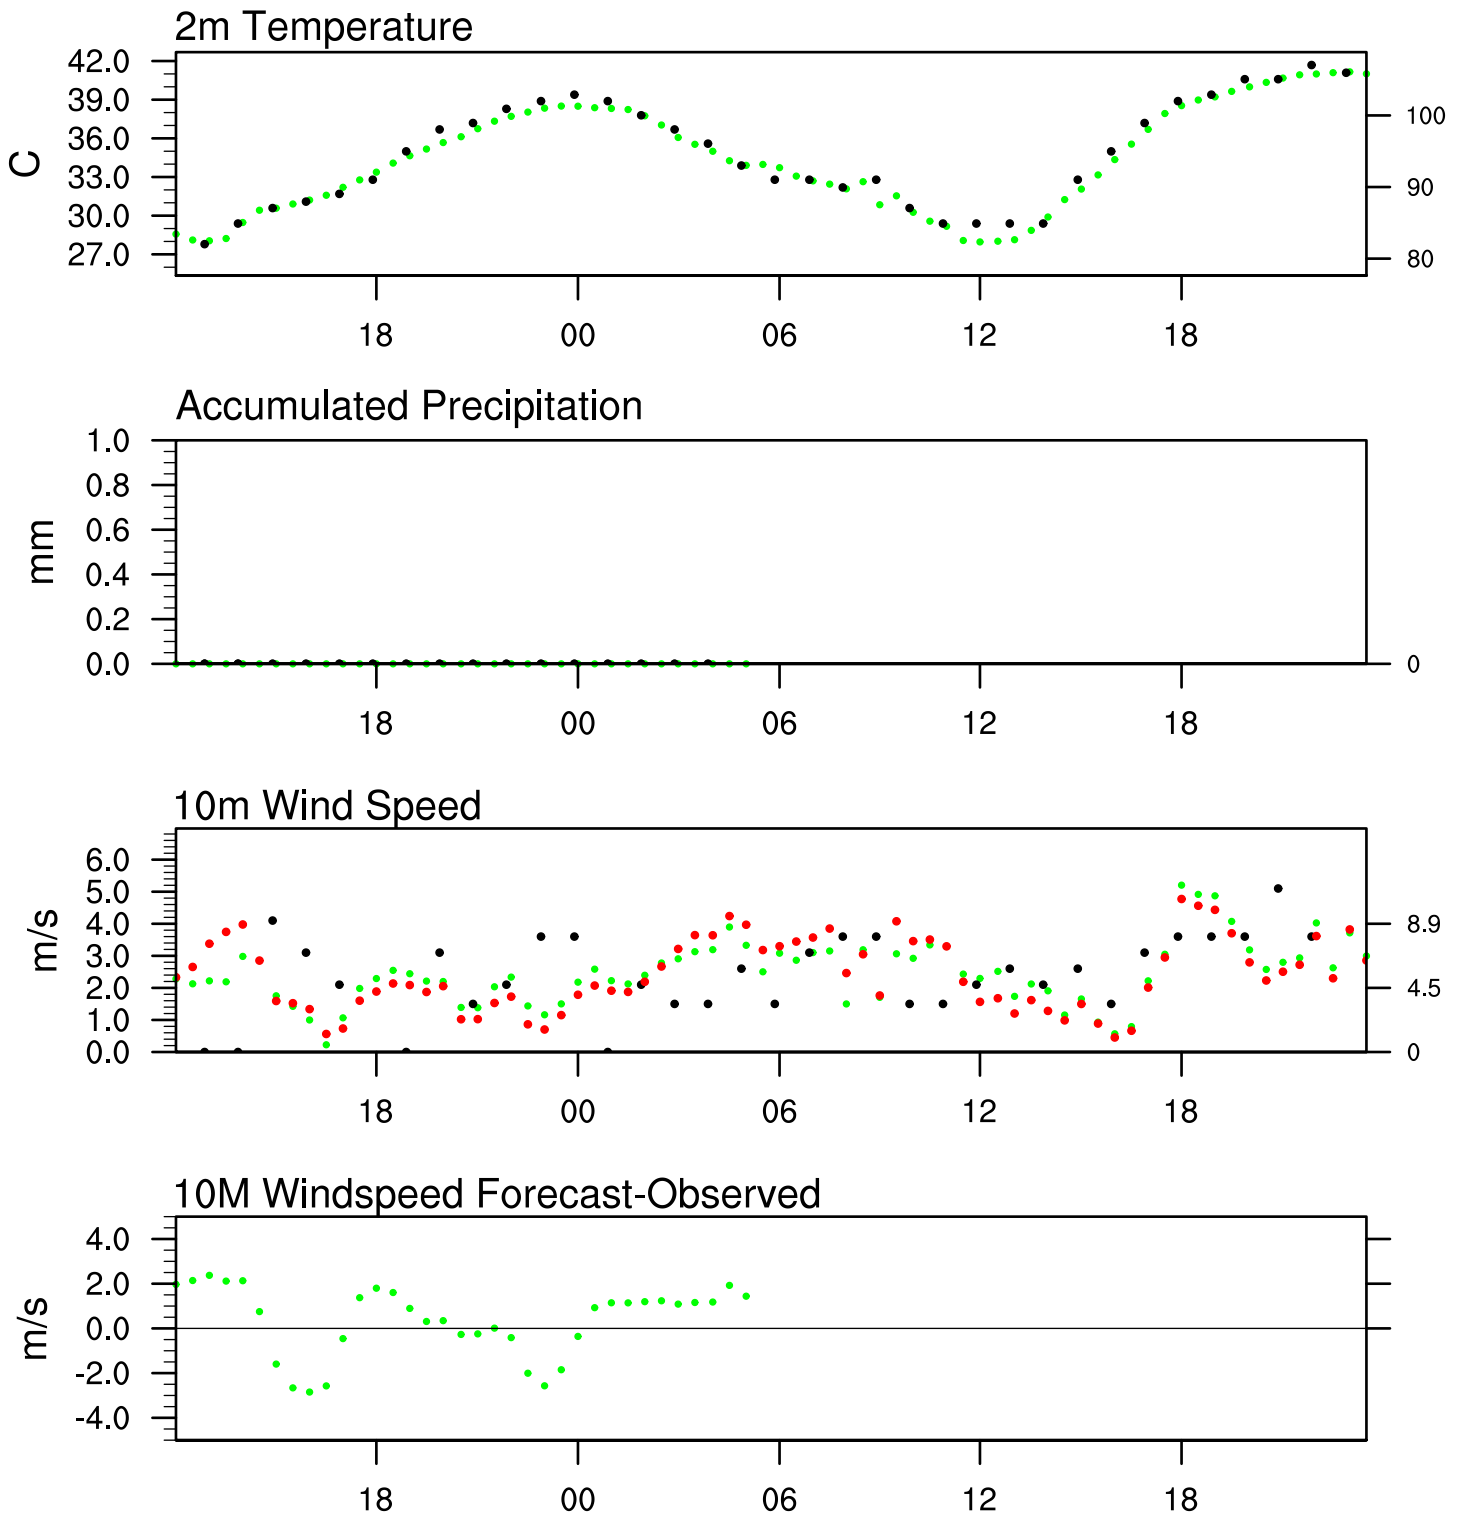 2m Temperature
42.0
39.0
36.0
33.0
30.0
27.0
C
100
90
80
18 00 06 12 18
Accumulated Precipitation
1.0
0.8
0.6
0.4
0.2
0.0
mm
0
18 00 06 12 18
10m Wind Speed
6.0
5.0
4.0
3.0
2.0
1.0
0.0
m/s
8.9
4.5
0
18 00 06 12 18
10M Windspeed Forecast-Observed
4.0
2.0
0.0
-2.0
-4.0
m/s
18 00 06 12 18